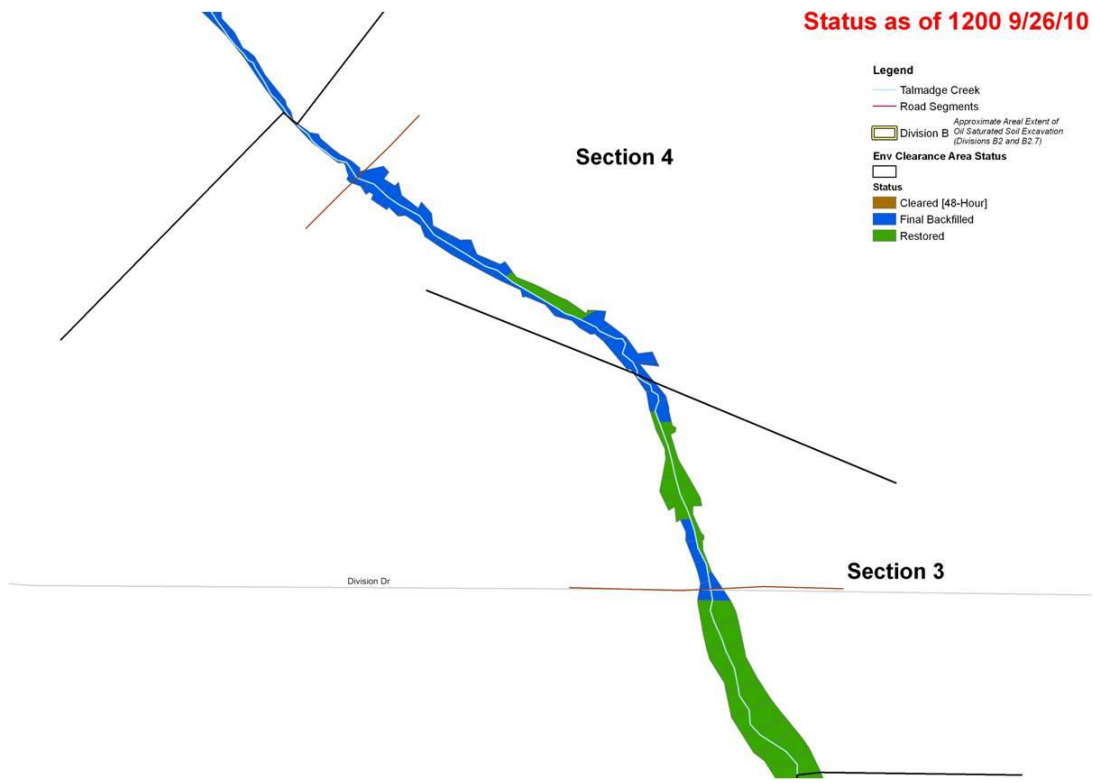 Status as of 1200 9/26/10
Legend
Talmadge Creek
Road Segments
Division B
Approximate Areal Extent of
Oil Saturated Soil Excavation
(Divisions B2 and B2.7)
Env Clearance Area Status
Status
Cleared [48-Hour]
Final Backfilled
Restored
Section 4
Section 3
Division Dr